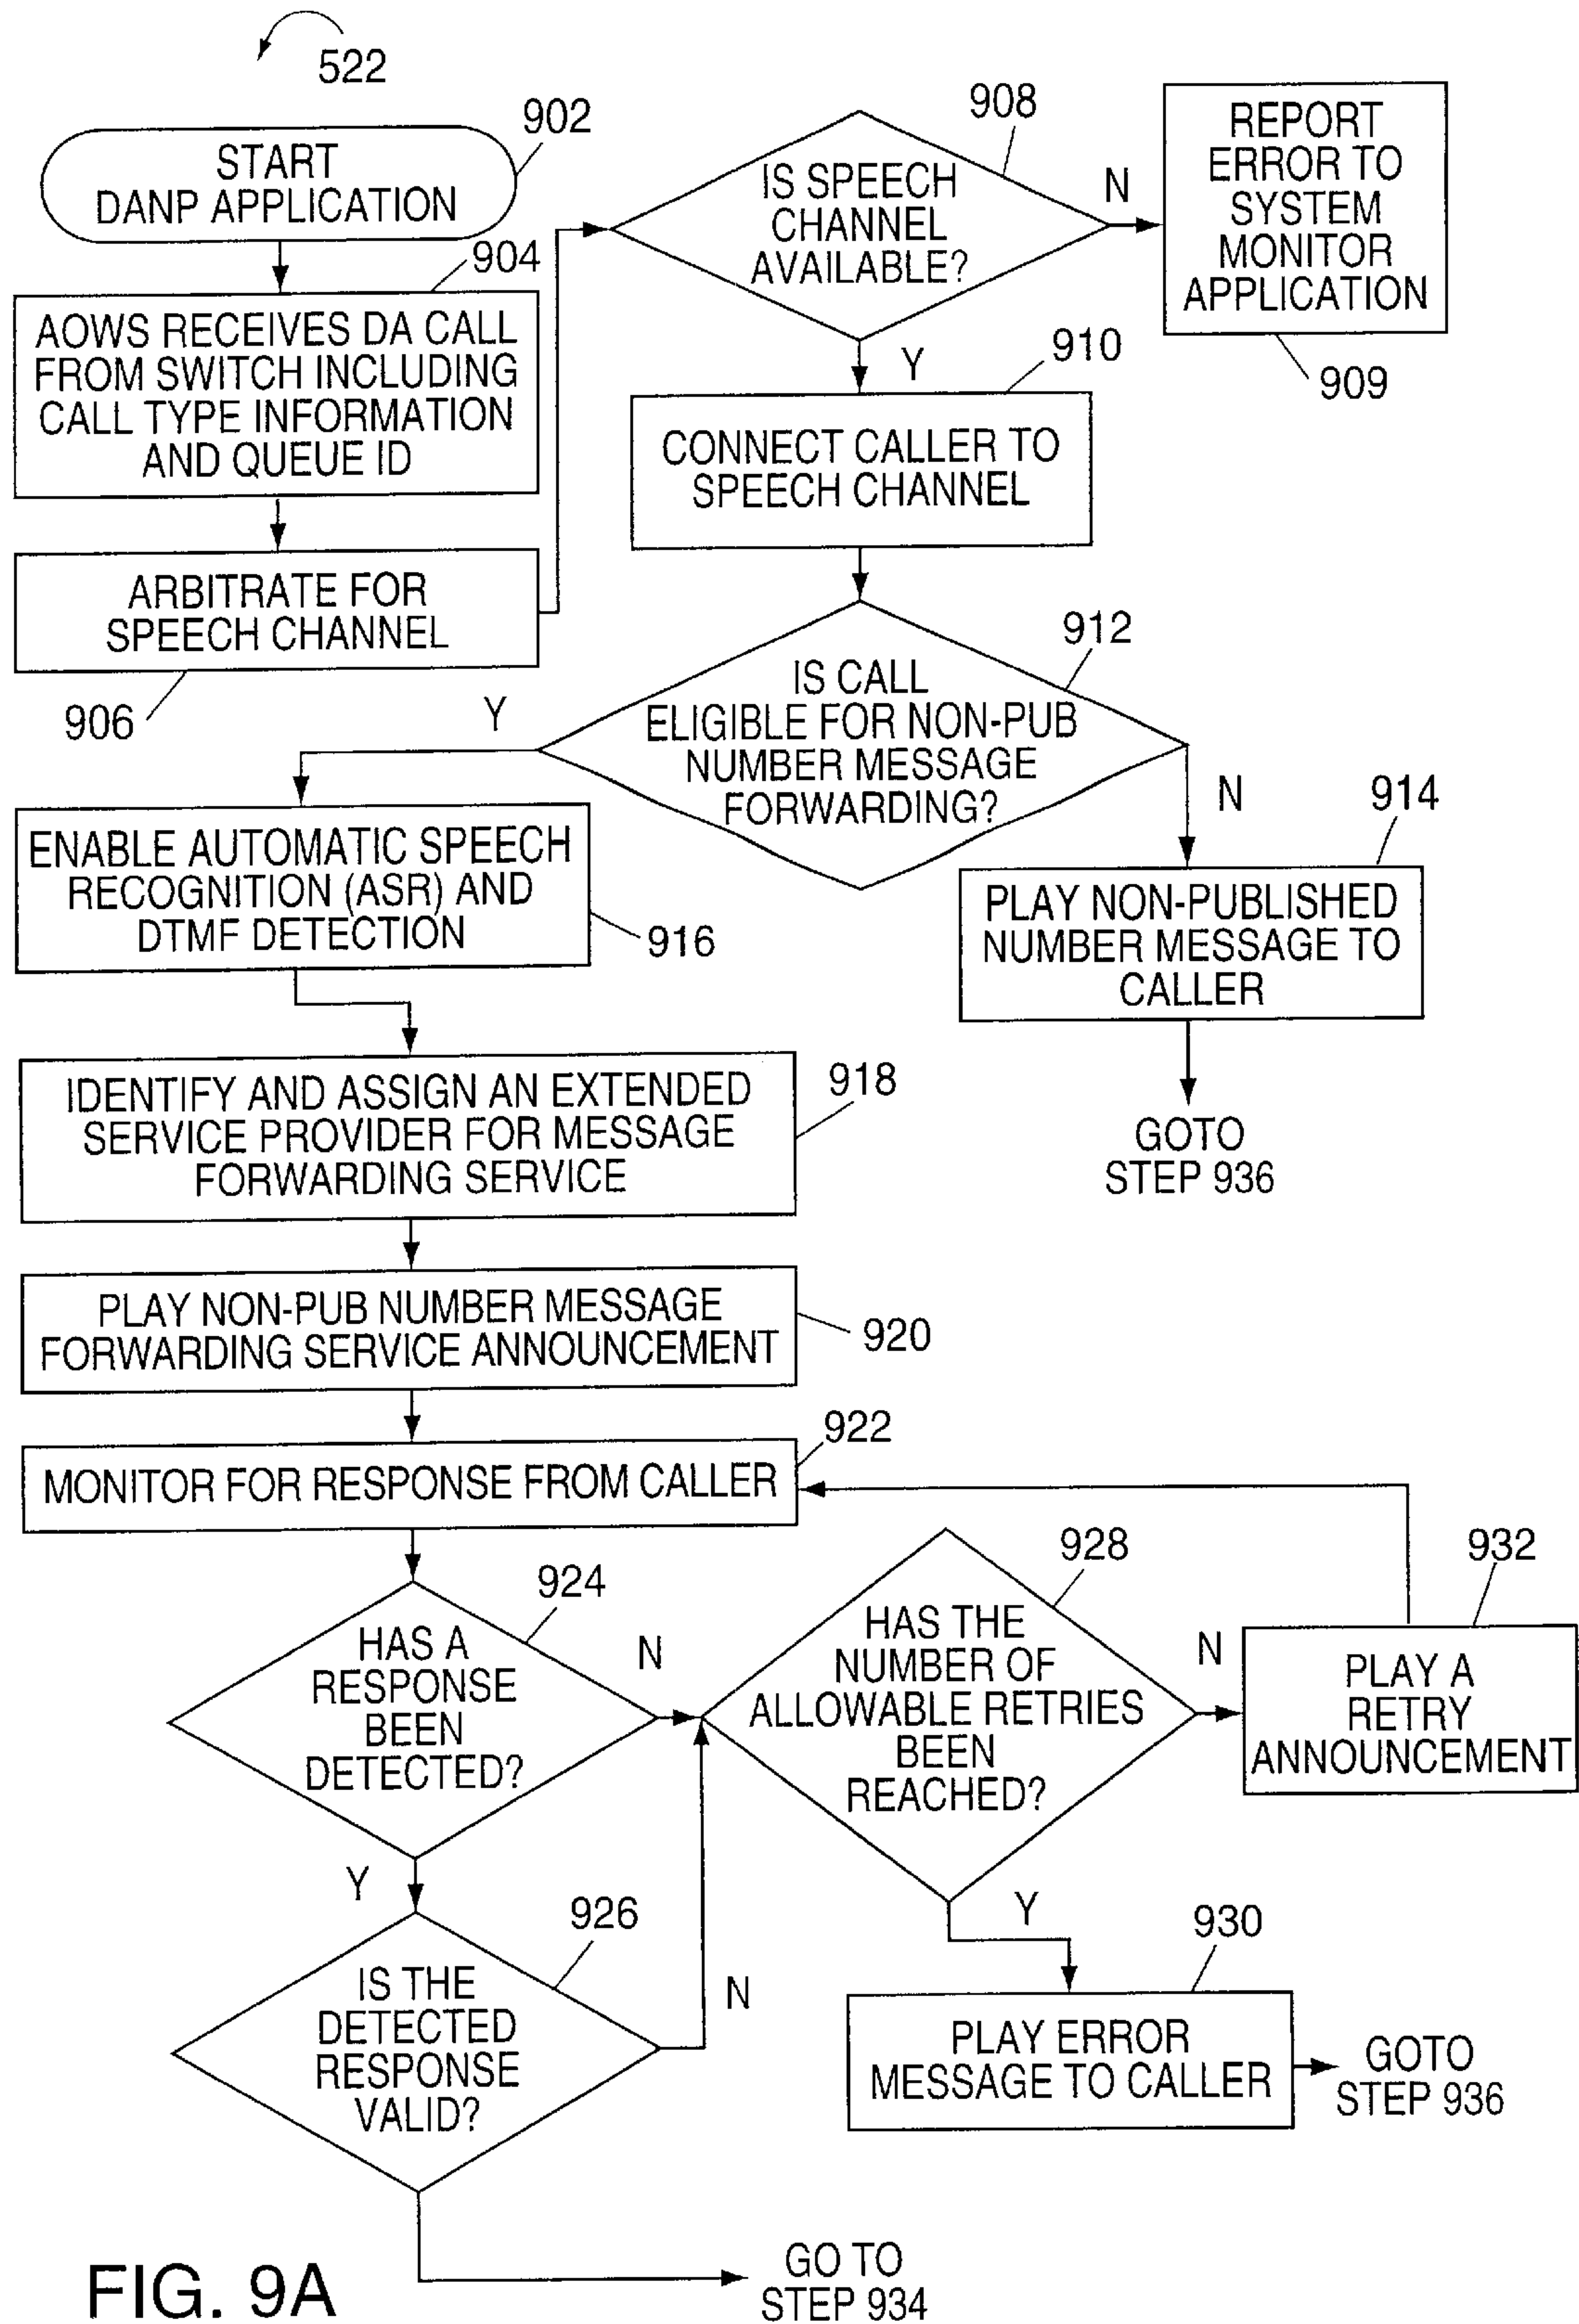 522
START
DANP APPLICATION
902
904
AOWS RECEIVES DA CALL
FROM SWITCH INCLUDING
CALL TYPE INFORMATION
AND QUEUE ID
ARBITRATE FOR
SPEECH CHANNEL
906
908
IS SPEECH
CHANNEL
AVAILABLE?
N
REPORT
ERROR TO
SYSTEM
MONITOR
APPLICATION
909
Y
910
CONNECT CALLER TO
SPEECH CHANNEL
912
IS CALL
ELIGIBLE FOR NON-PUB
NUMBER MESSAGE
FORWARDING?
Y
N
914
PLAY NON-PUBLISHED
NUMBER MESSAGE TO
CALLER
GOTO
STEP 936
ENABLE AUTOMATIC SPEECH
RECOGNITION (ASR) AND
DTMF DETECTION
916
IDENTIFY AND ASSIGN AN EXTENDED
SERVICE PROVIDER FOR MESSAGE
FORWARDING SERVICE
918
PLAY NON-PUB NUMBER MESSAGE
FORWARDING SERVICE ANNOUNCEMENT
920
922
MONITOR FOR RESPONSE FROM CALLER
924
HAS A
RESPONSE
BEEN
DETECTED?
N
928
HAS THE
NUMBER OF
ALLOWABLE RETRIES
BEEN
REACHED?
N
932
PLAY A
RETRY
ANNOUNCEMENT
Y
926
IS THE
DETECTED
RESPONSE
VALID?
N
Y
930
PLAY ERROR
MESSAGE TO CALLER
GOTO
STEP 936
GO TO
STEP 934
FIG. 9A